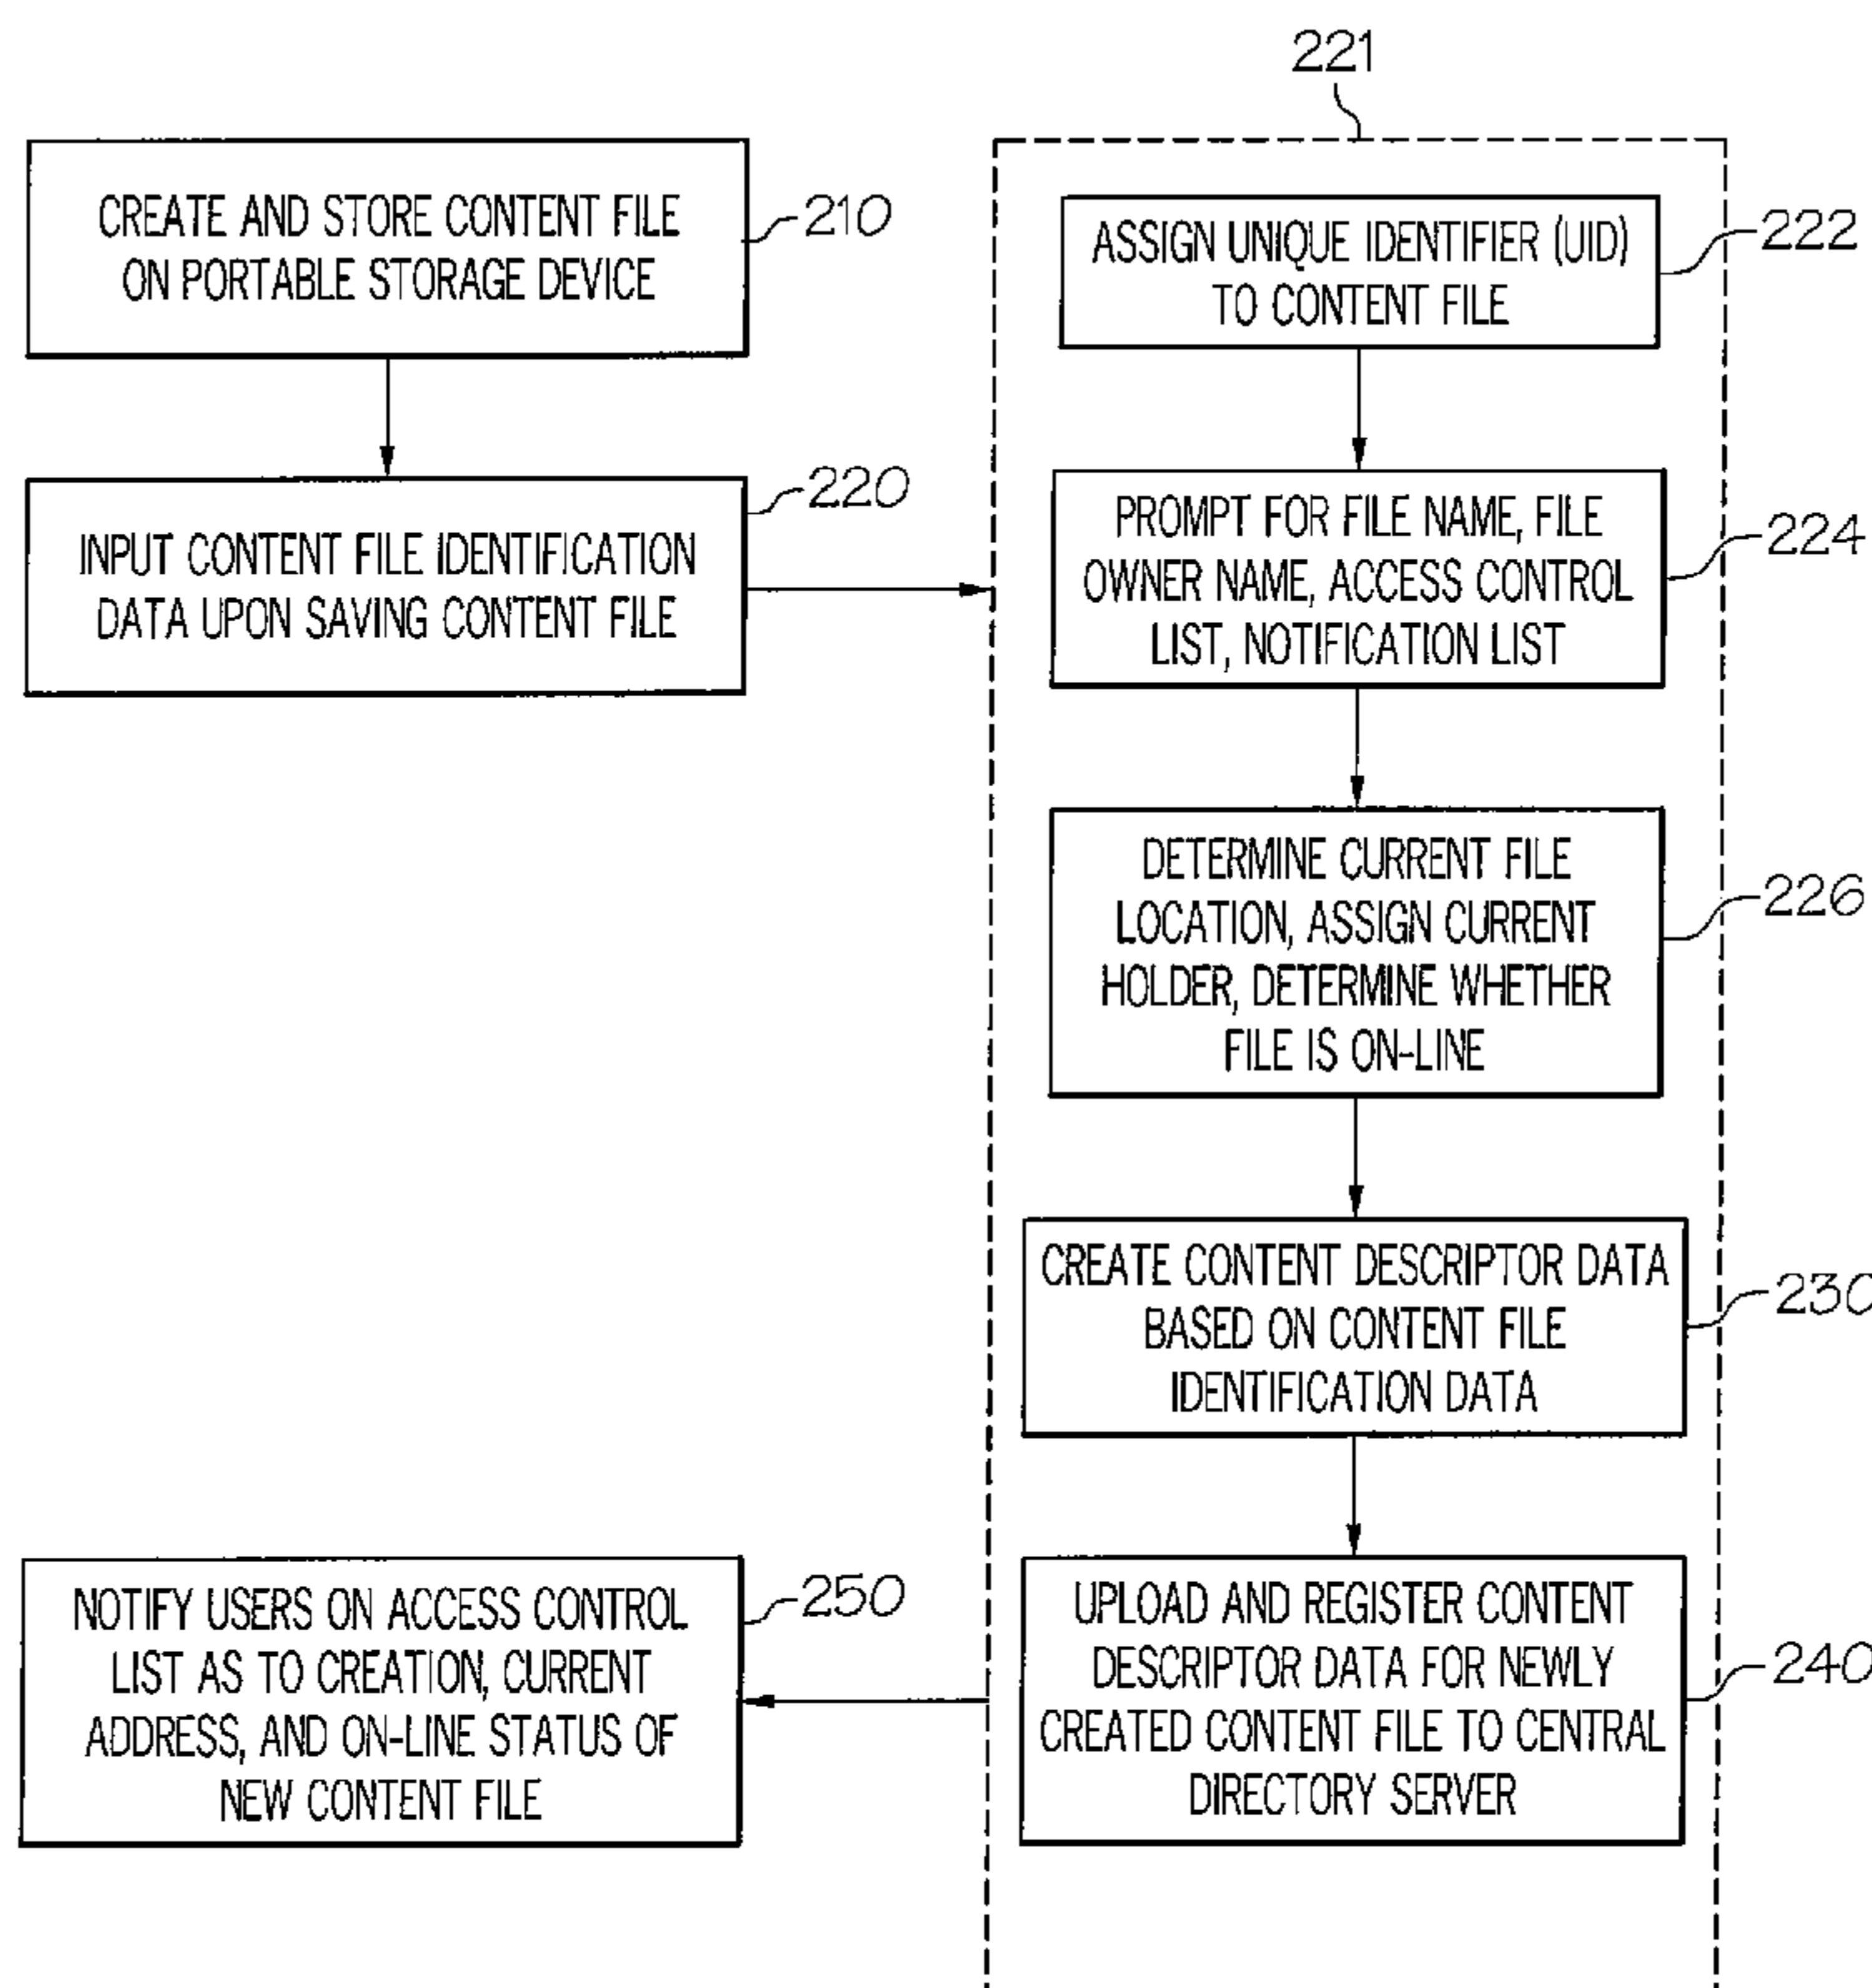 221
CREATE AND STORE CONTENT FILE
ON PORTABLE STORAGE DEVICE
210
INPUT CONTENT FILE IDENTIFICATION
DATA UPON SAVING CONTENT FILE
220
ASSIGN UNIQUE IDENTIFIER (UID)
TO CONTENT FILE
222
PROMPT FOR FILE NAME, FILE
OWNER NAME, ACCESS CONTROL
LIST, NOTIFICATION LIST
224
DETERMINE CURRENT FILE
LOCATION, ASSIGN CURRENT
HOLDER, DETERMINE WHETHER
FILE IS ON-LINE
226
CREATE CONTENT DESCRIPTOR DATA
BASED ON CONTENT FILE
IDENTIFICATION DATA
230
UPLOAD AND REGISTER CONTENT
DESCRIPTOR DATA FOR NEWLY
CREATED CONTENT FILE TO CENTRAL
DIRECTORY SERVER
240
NOTIFY USERS ON ACCESS CONTROL
LIST AS TO CREATION, CURRENT
ADDRESS, AND ON-LINE STATUS OF
NEW CONTENT FILE
250